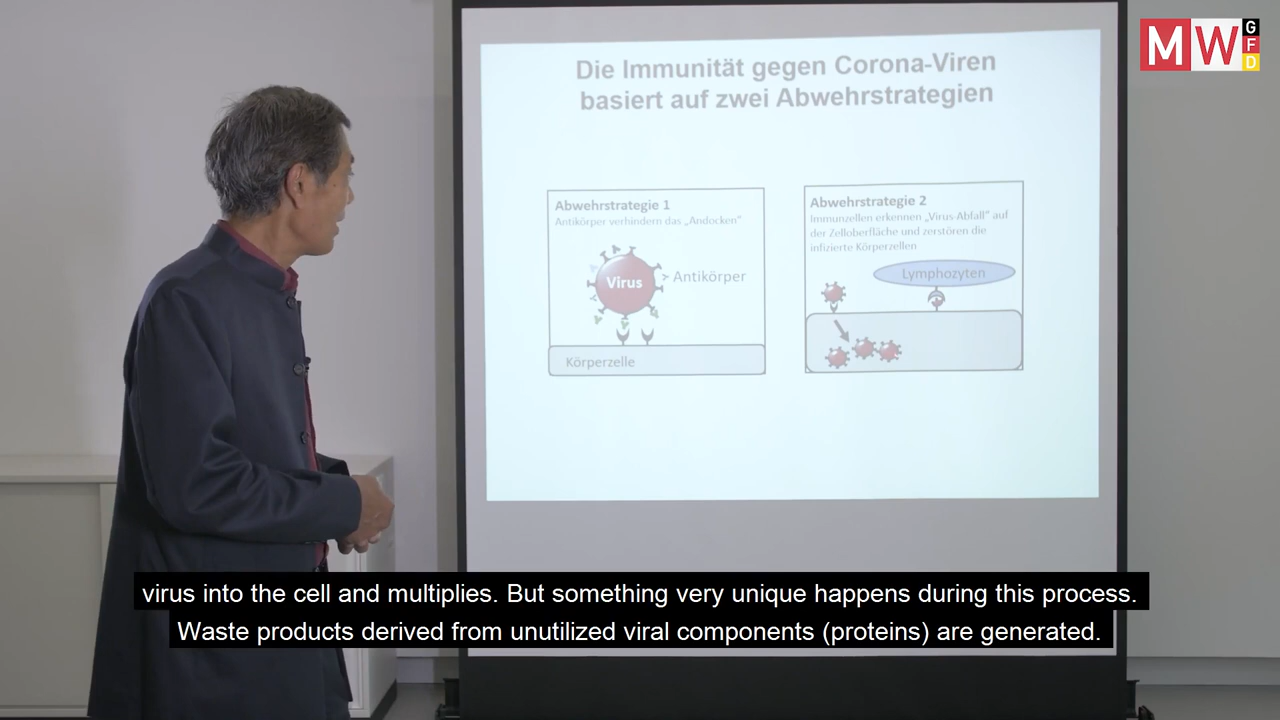 MW
G
F
D
Die Immunität gegen Corona-Viren
basiert auf zwei Abwehrstrategien
Abwehrstrategie 1
Antikörper verhindern das „Andocken“
Virus
Antikörper
Körperzelle
Abwehrstrategie 2
Immunzellen erkennen „Virus-Abfall“ auf
der Zelloberfläche und zerstören die
infizierte Körperzellen
Lymphozyten
virus into the cell and multiplies. But something very unique happens during this process.
Waste products derived from unutilized viral components (proteins) are generated.